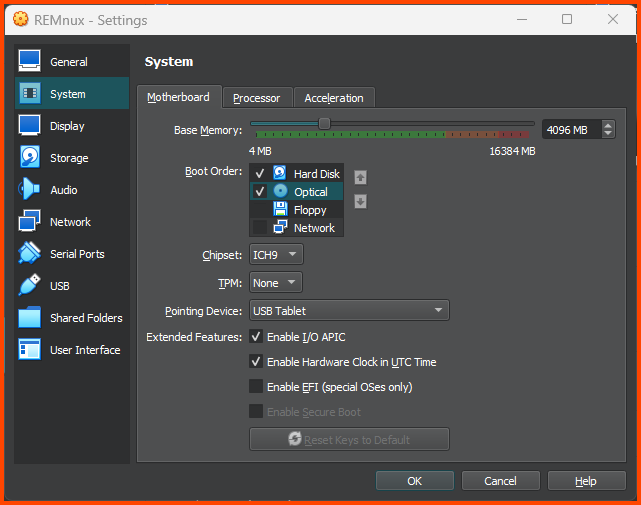 REMnux - Settings
General
System
Display
Storage
Audio
Network
Serial Ports
USB
Shared Folders
User Interface
System
Motherboard Processor Acceleration
Base Memory: 4096 MB
4 MB 16384 MB
Boot Order: Hard Disk
Optical
Floppy
Network
Chipset: ICH9
TPM: None
Pointing Device: USB Tablet
Extended Features: Enable I/O APIC
Enable Hardware Clock in UTC Time
Enable EFI (special OSes only)
Enable Secure Boot
Reset Keys to Default
OK Cancel Help